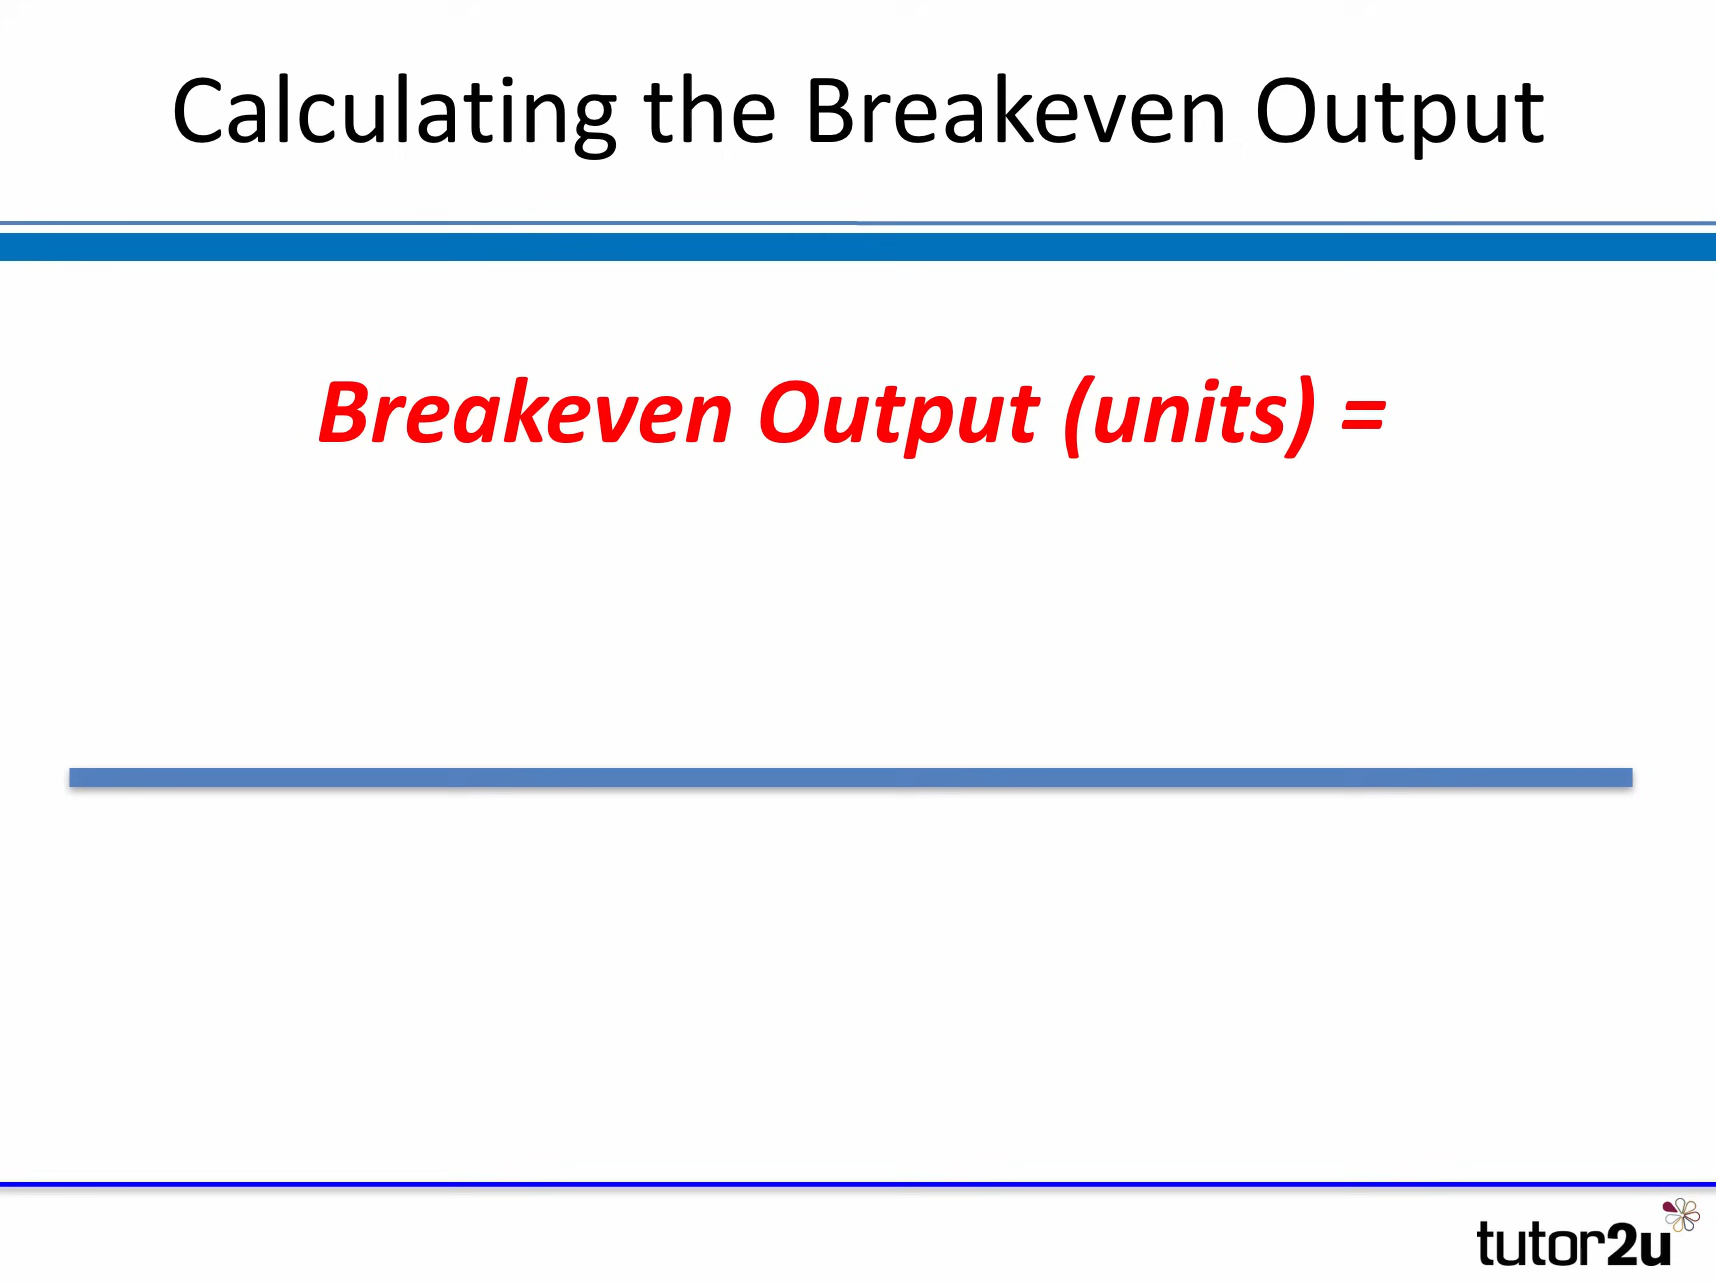 Calculating the Breakeven Output
Breakeven Output (units) =
tutor2u